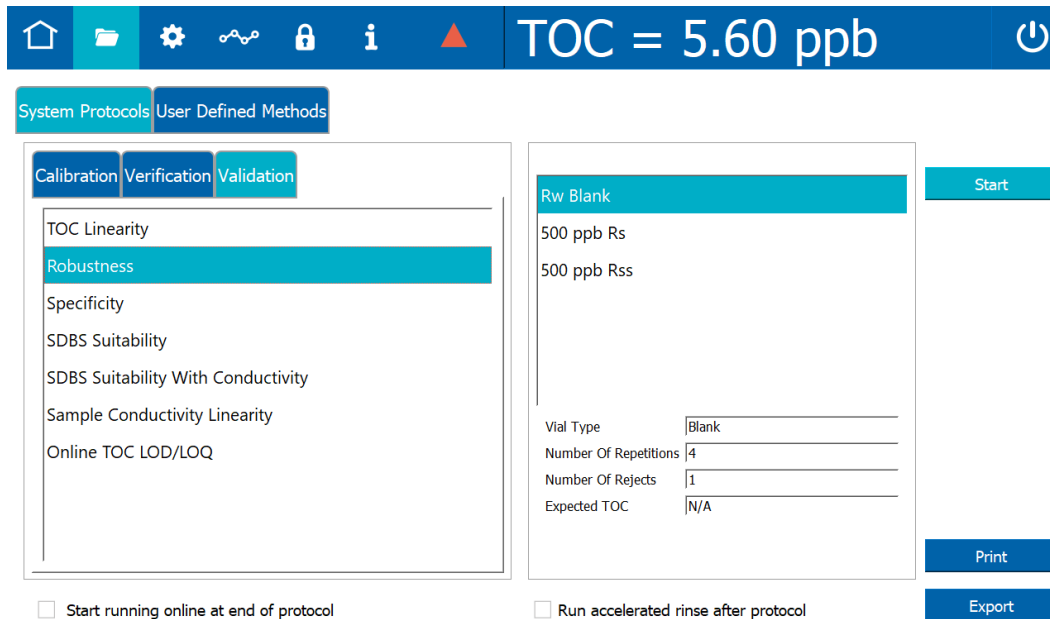 TOC = 5.60 ppb
System Protocols
User Defined Methods
Calibration
Verification
Validation
TOC Linearity
Robustness
Specificity
SDBS Suitability
SDBS Suitability With Conductivity
Sample Conductivity Linearity
Online TOC LOD/LOQ
Start running online at end of protocol
Rw Blank
500 ppb Rs
500 ppb Rss
Vial Type Blank
Number Of Repetitions 4
Number Of Rejects 1
Expected TOC N/A
Run accelerated rinse after protocol
Start
Print
Export